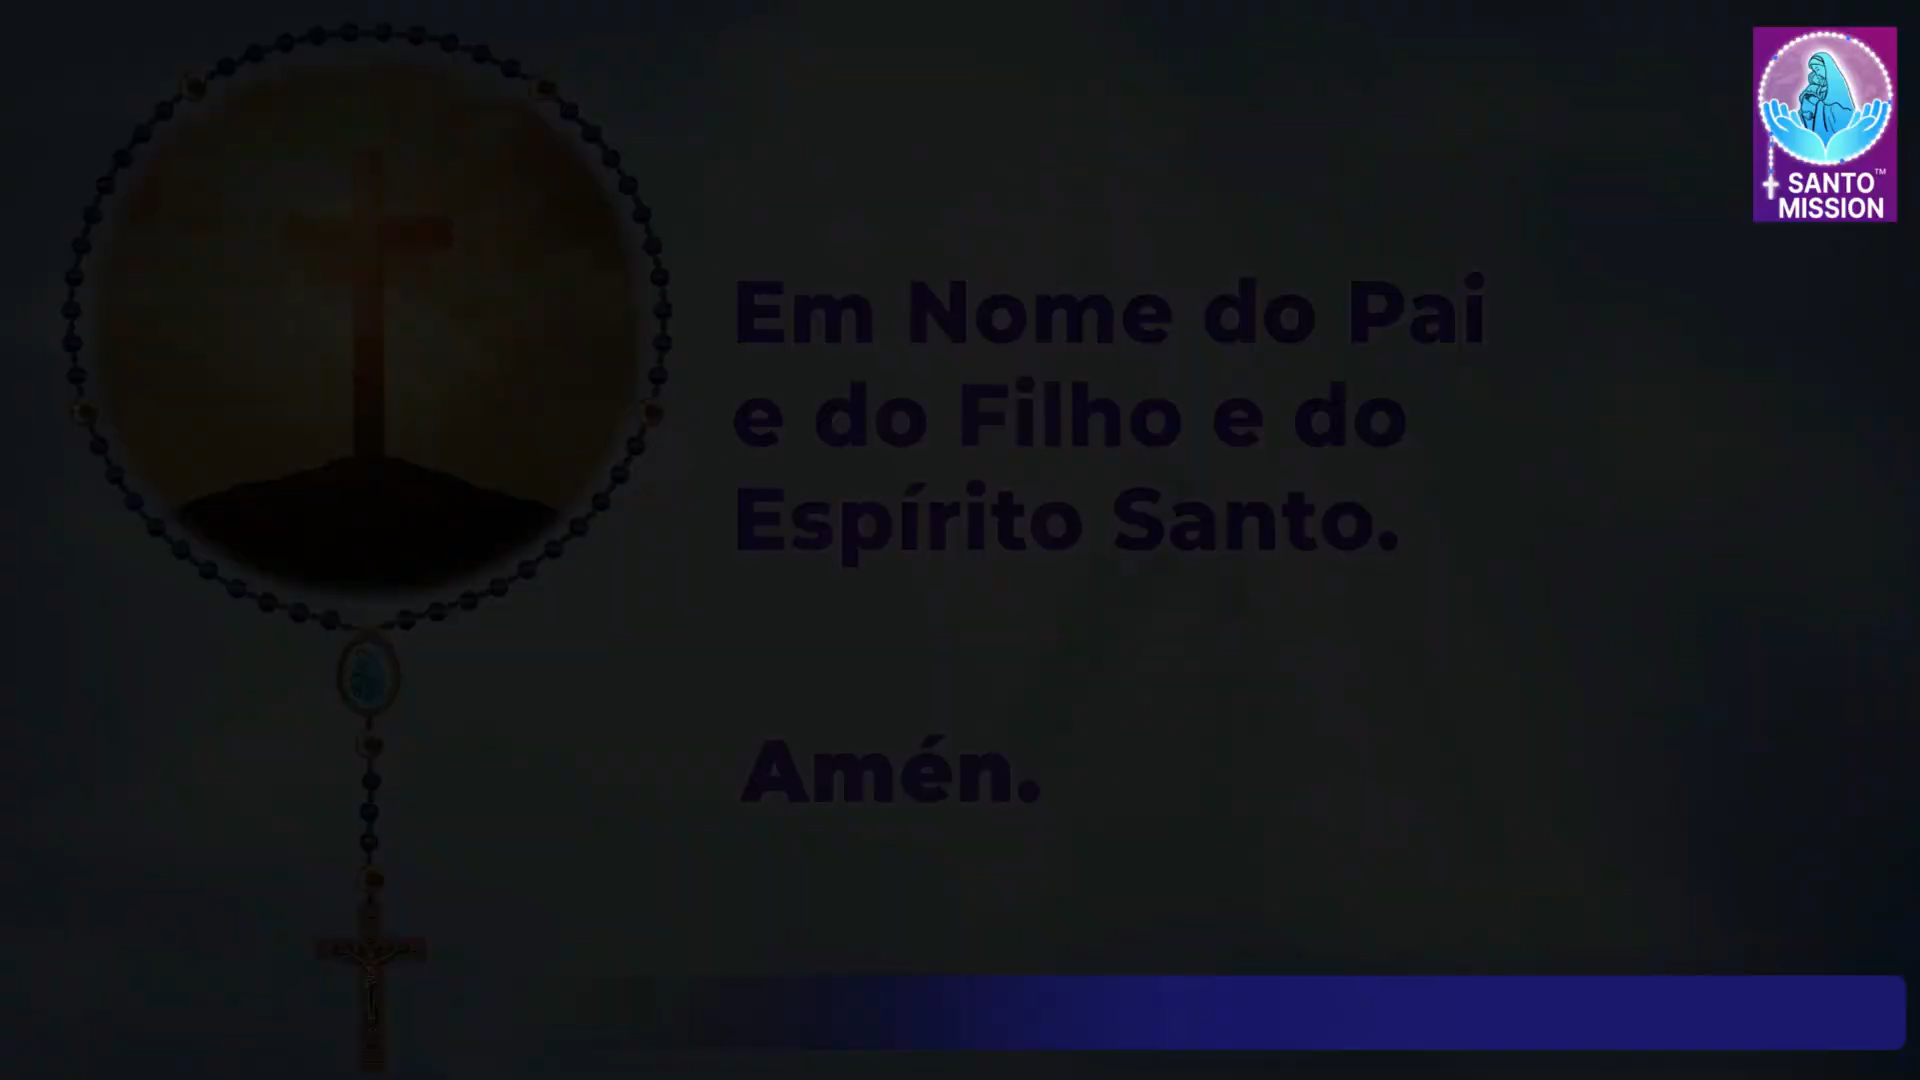 SANTO™
MISSION
Em Nome do Pai
e do Filho e do
Espírito Santo.
Amén.